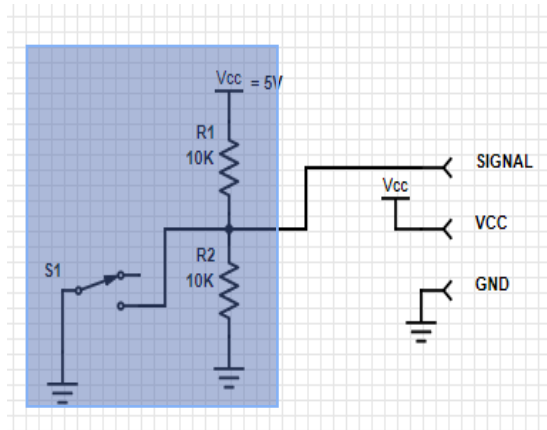 Vcc = 5V
R1
10K
SIGNAL
Vcc
VCC
R2
10K
S1
GND